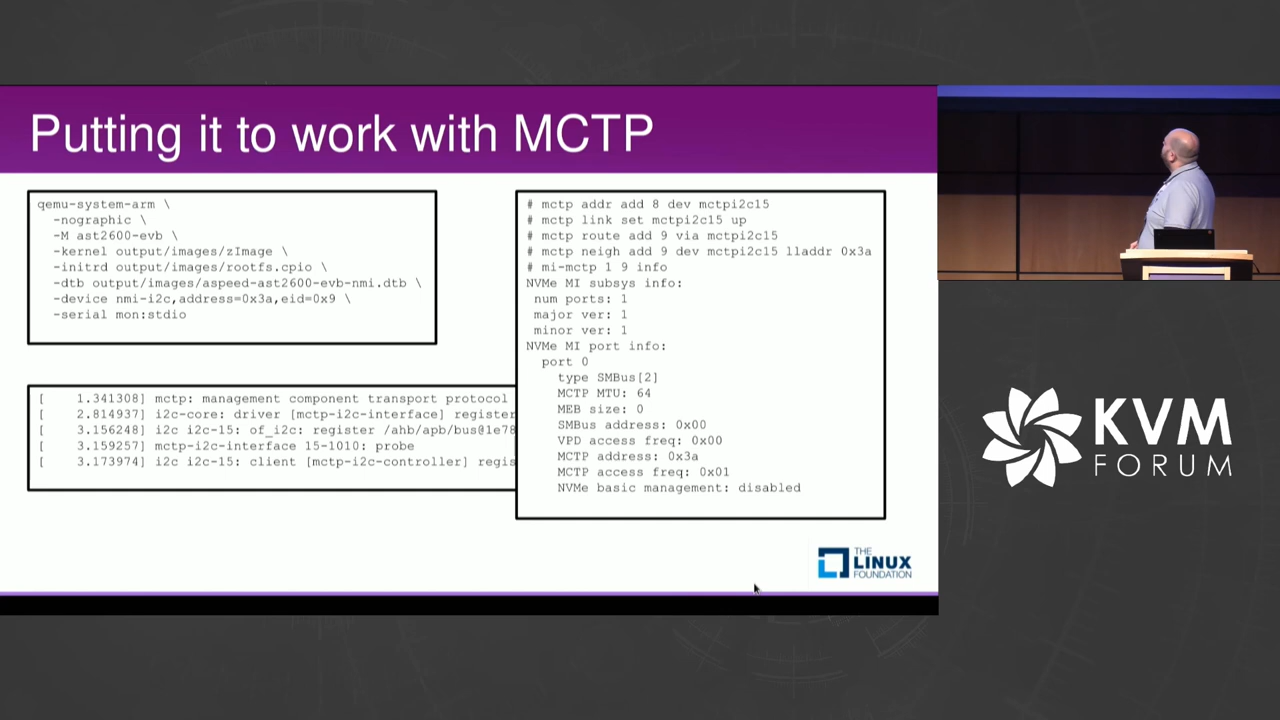 Putting it to work with MCTP
qemu-system-arm \
-nographic \
-M ast2600-evb \
-kernel output/images/zImage \
-initrd output/images/rootfs.cpio \
-dtb output/images/aspeed-ast2600-evb-nmi.dtb \
-device nmi-i2c,address=0x3a,eid=0x9 \
-serial mon:stdio
[    1.341308] mctp: management component transport protocol
[    2.814937] i2c-core: driver [mctp-i2c-interface] register
[    3.156248] i2c i2c-15: of_i2c: register /ahb/apb/bus@1e78
[    3.159257] mctp-i2c-interface 15-1010: probe
[    3.173974] i2c i2c-15: client [mctp-i2c-controller] regis
# mctp addr add 8 dev mctpi2c15
# mctp link set mctpi2c15 up
# mctp route add 9 via mctpi2c15
# mctp neigh add 9 dev mctpi2c15 lladdr 0x3a
# mi-mctp 1 9 info
NVMe MI subsys info:
num ports: 1
major ver: 1
minor ver: 1
NVMe MI port info:
port 0
type SMBus[2]
MCTP MTU: 64
MEB size: 0
SMBus address: 0x00
VPD access freq: 0x00
MCTP address: 0x3a
MCTP access freq: 0x01
NVMe basic management: disabled
THE
LINUX
FOUNDATION
KVM
FORUM